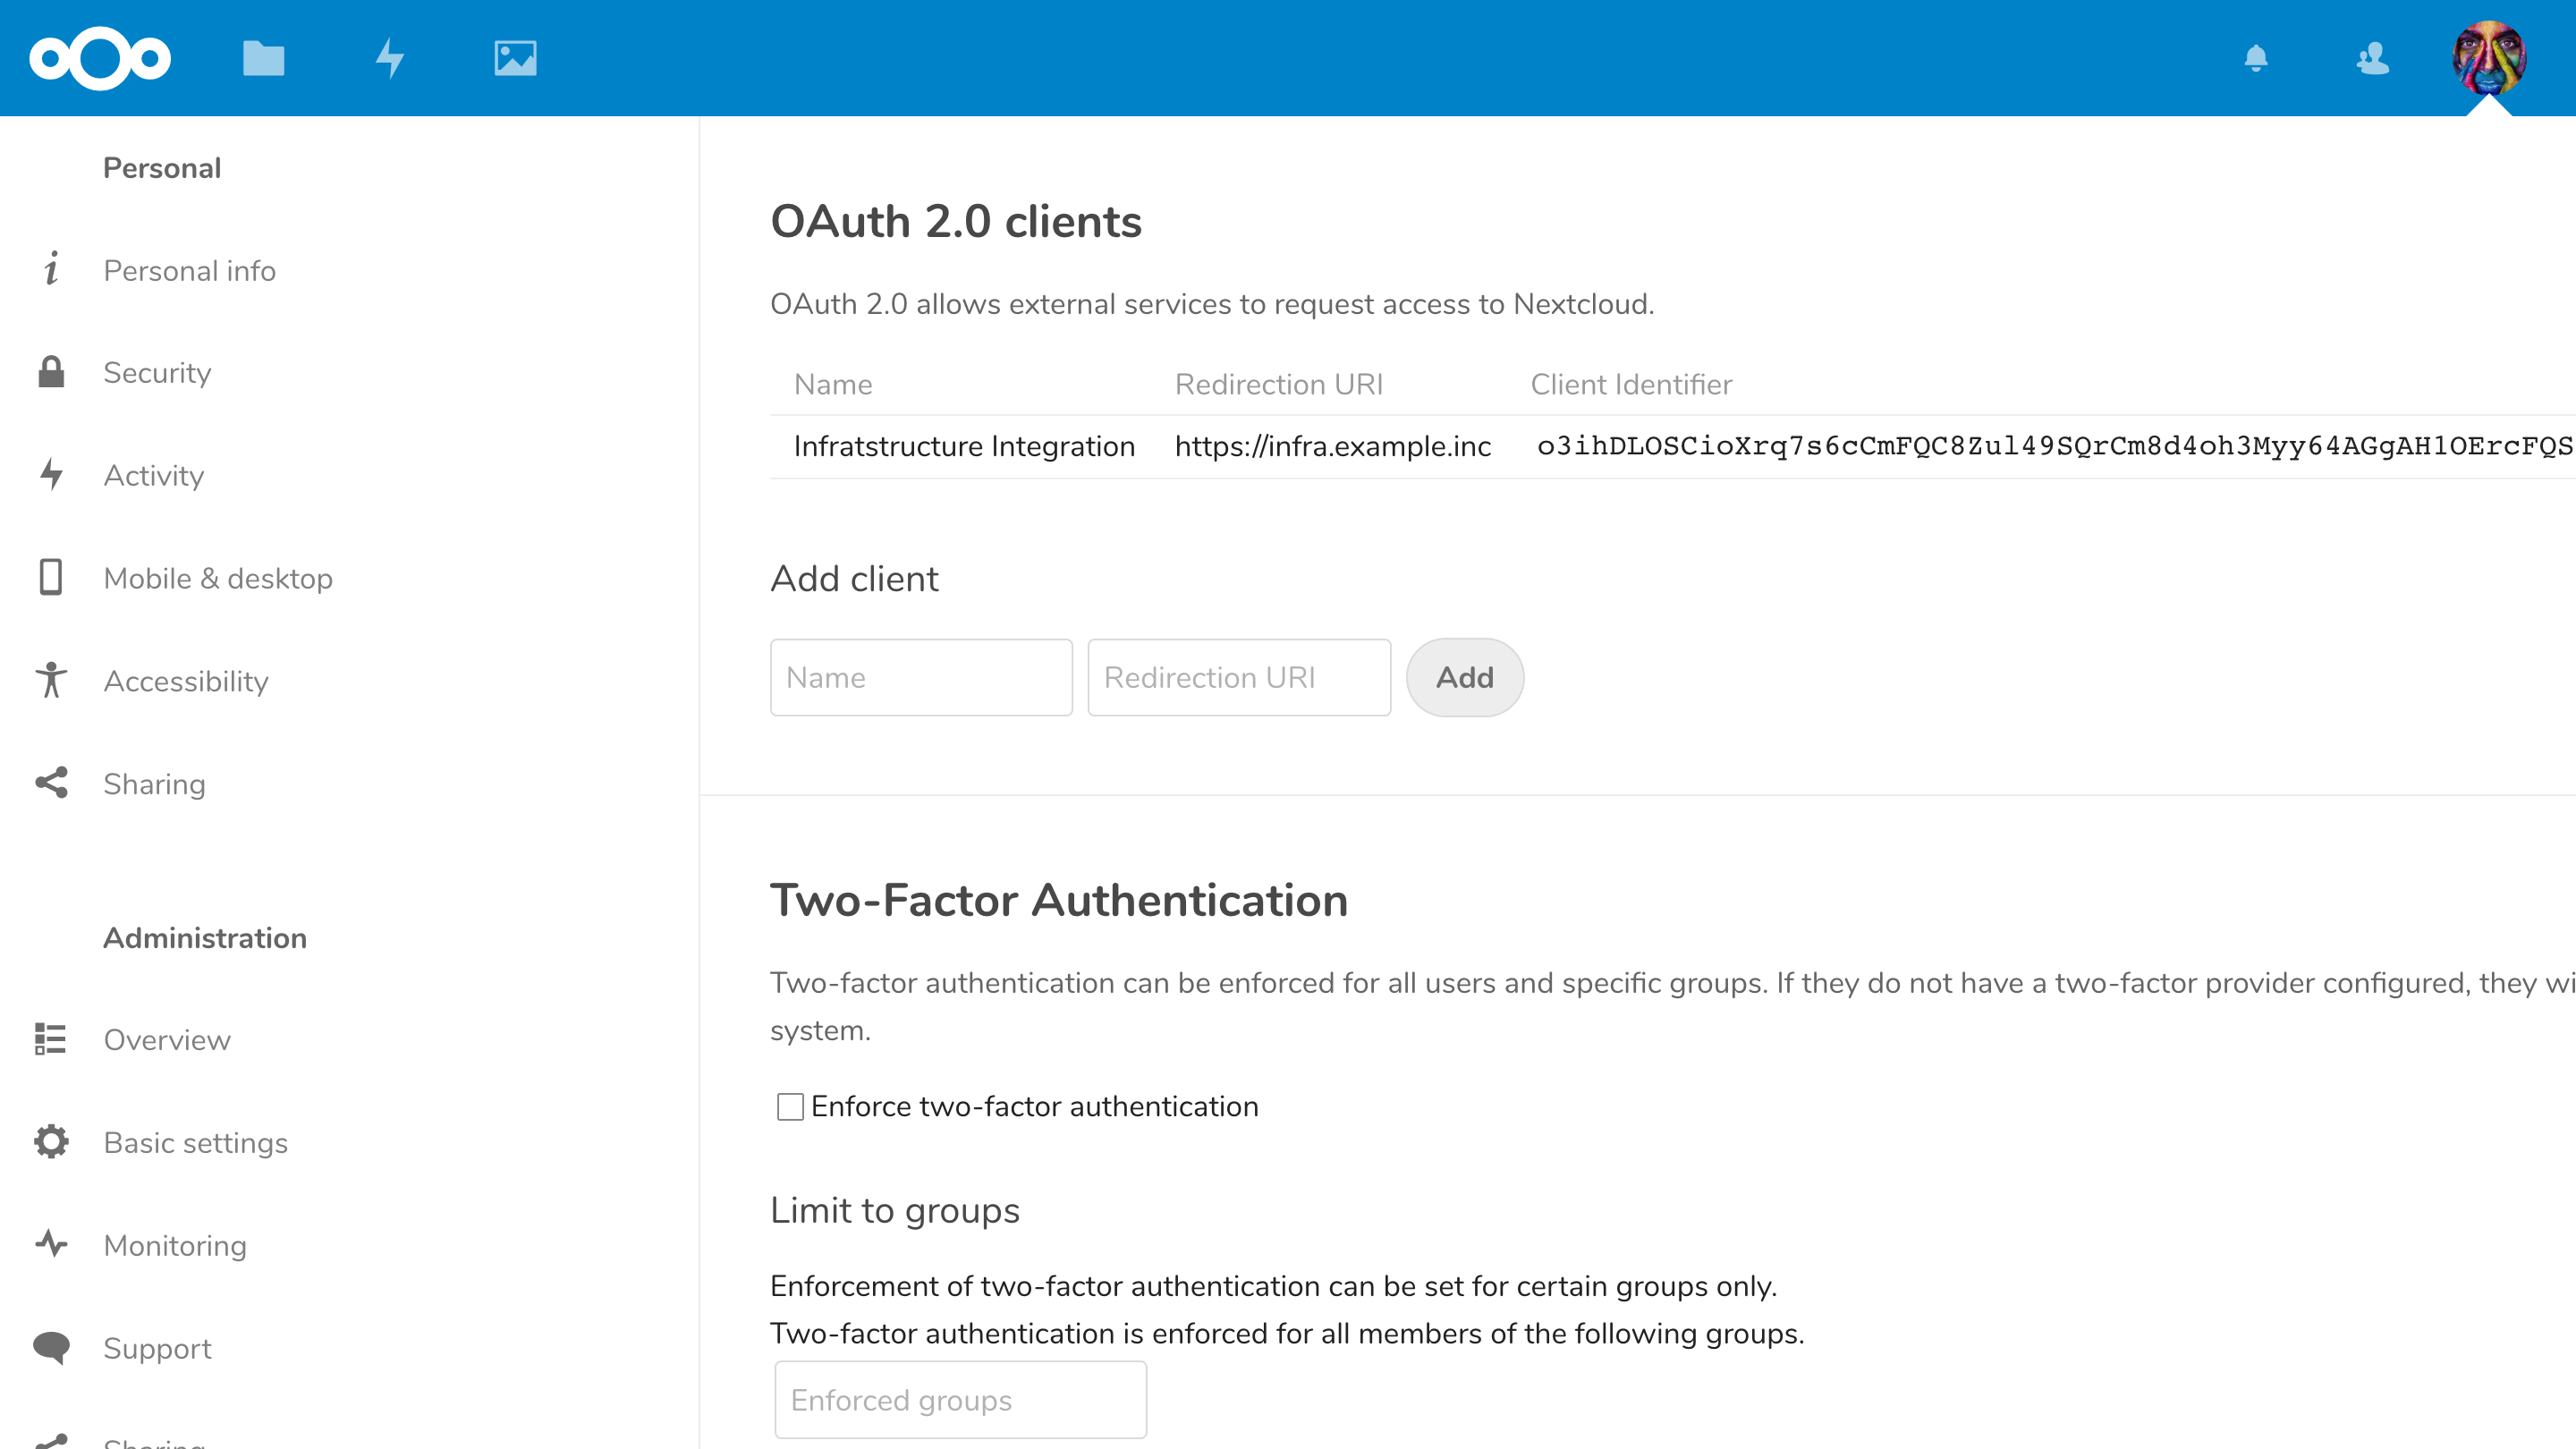 Personal
Personal info
Security
Activity
Mobile & desktop
Accessibility
Sharing
Administration
Overview
Basic settings
Monitoring
Support
Sharing
OAuth 2.0 clients
OAuth 2.0 allows external services to request access to Nextcloud.
Name Redirection URI Client Identifier
Infratstructure Integration https://infra.example.inc o3ihDLOSCioXrq7s6cCmFQC8Zul49SQrCm8d4oh3Myy64AGgAH1OErcFQS
Add client
Name Redirection URI Add
Two-Factor Authentication
Two-factor authentication can be enforced for all users and specific groups. If they do not have a two-factor provider configured, they wi
system.
Enforce two-factor authentication
Limit to groups
Enforcement of two-factor authentication can be set for certain groups only.
Two-factor authentication is enforced for all members of the following groups.
Enforced groups